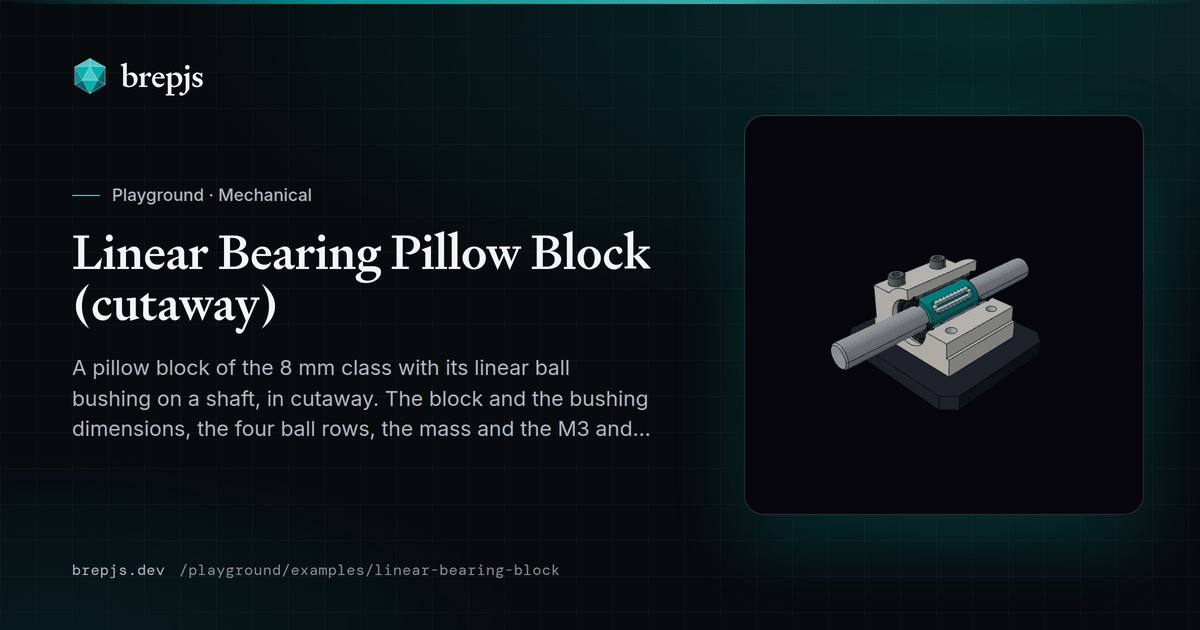 brepjs
Playground · Mechanical
Linear Bearing Pillow Block
(cutaway)
A pillow block of the 8 mm class with its linear ball
bushing on a shaft, in cutaway. The block and the bushing
dimensions, the four ball rows, the mass and the M3 and...
brepjs.dev /playground/examples/linear-bearing-block